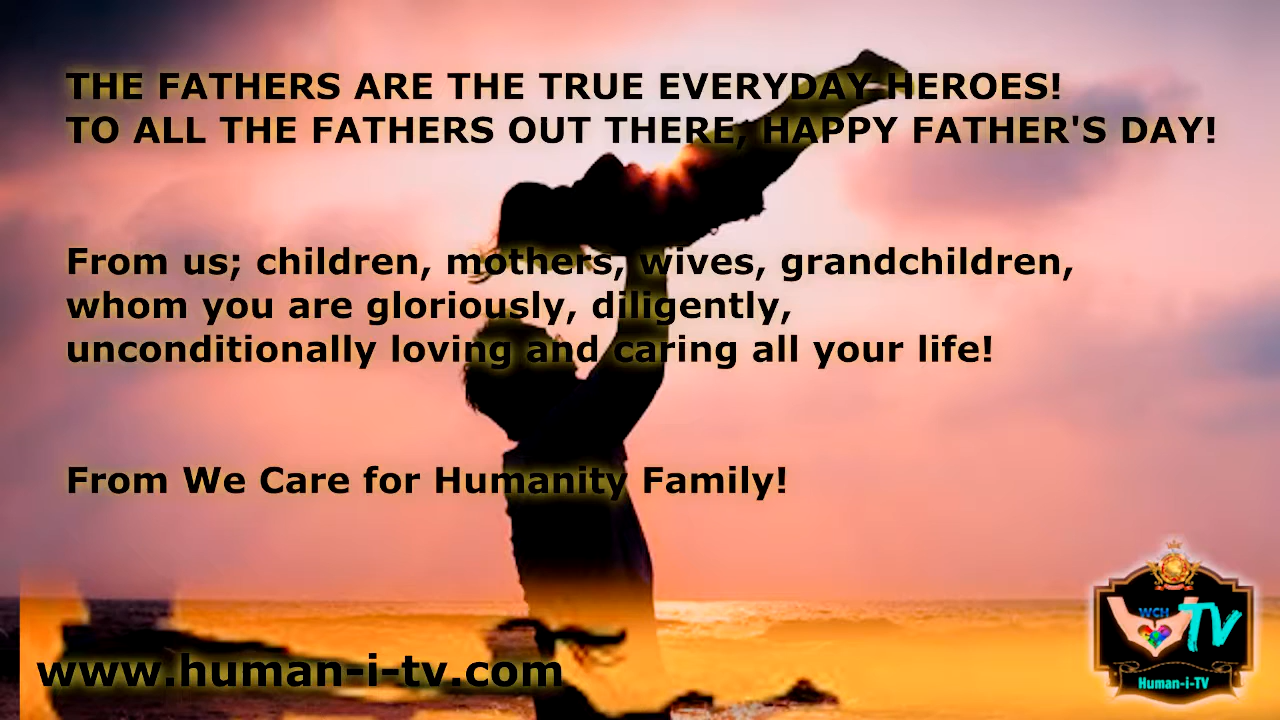 THE FATHERS ARE THE TRUE EVERYDAY HEROES!
TO ALL THE FATHERS OUT THERE, HAPPY FATHER'S DAY!
From us; children, mothers, wives, grandchildren,
whom you are gloriously, diligently,
unconditionally loving and caring all your life!
From We Care for Humanity Family!
WCH TV
Human-i-TV
www.human-i-tv.com